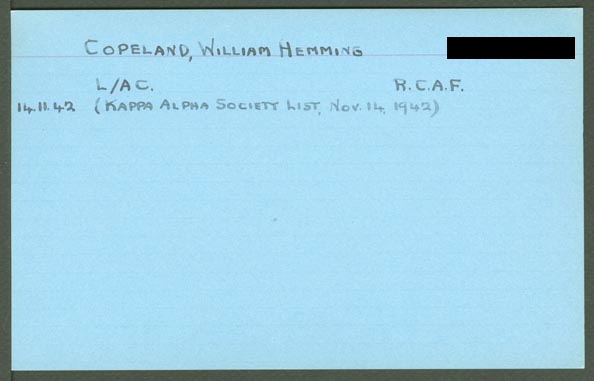 COPELAND, WILLIAM HEMMING
L/AC. R.C.A.F.
14.11.42 (KAPPA ALPHA SOCIETY LIST, NOV. 14, 1942)